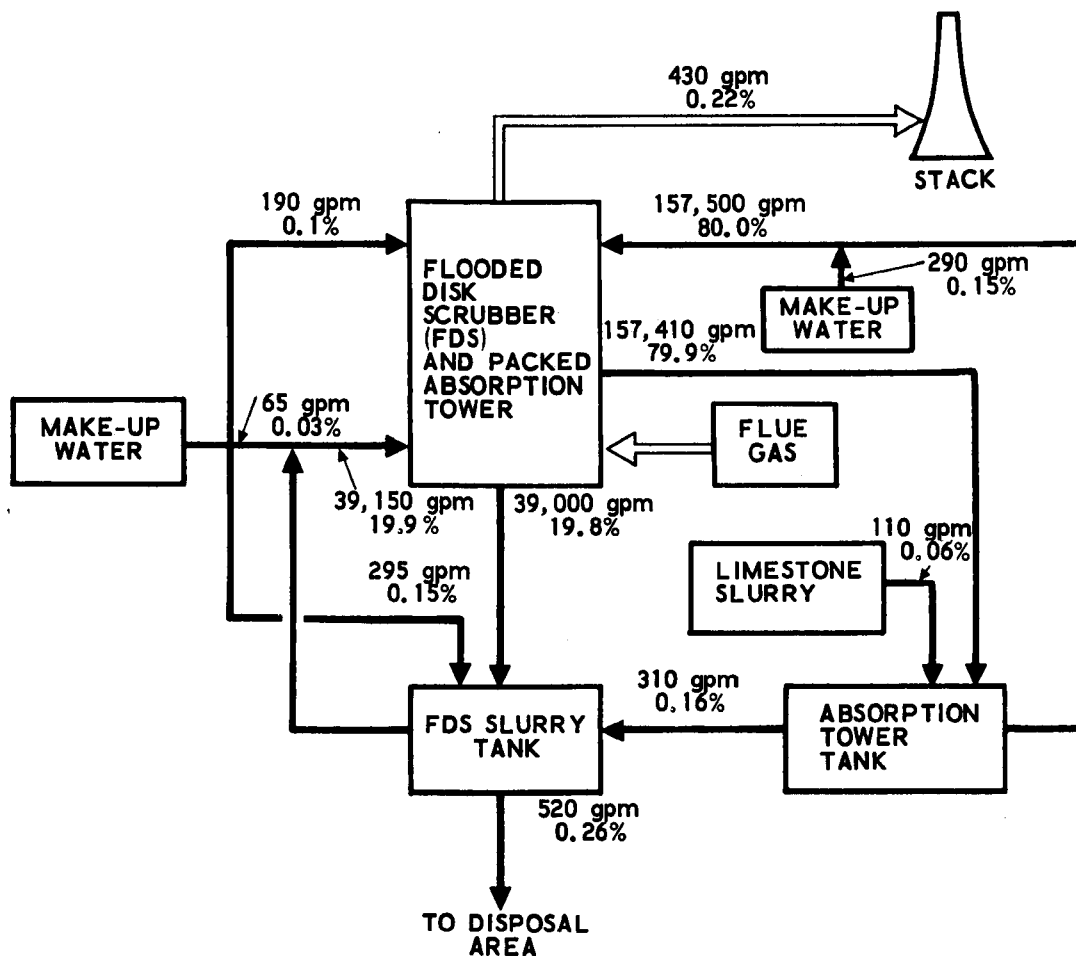 430 gpm
0.22%
STACK
190 gpm
0.1%
157,500 gpm
80.0%
290 gpm
0.15%
MAKE-UP
WATER
FLOODED
DISK
SCRUBBER
(FDS)
AND PACKED
ABSORPTION
TOWER
157,410 gpm
79.9%
MAKE-UP
WATER
65 gpm
0.03%
FLUE
GAS
39,150 gpm
19.9%
39,000 gpm
19.8%
110 gpm
0.06%
LIMESTONE
SLURRY
295 gpm
0.15%
310 gpm
0.16%
FDS SLURRY
TANK
ABSORPTION
TOWER
TANK
520 gpm
0.26%
TO DISPOSAL
AREA